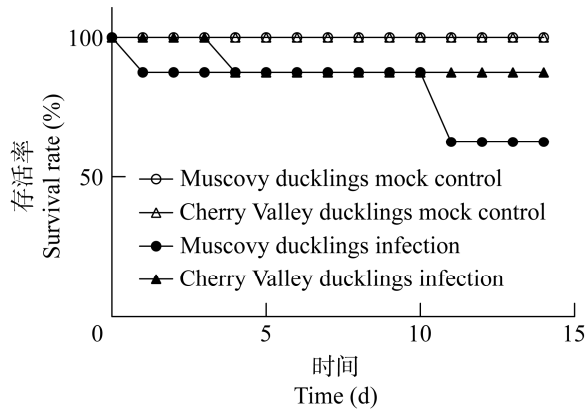 100
50
0
5
10
15
存活率
Survival rate (%)
Muscovy ducklings mock control
Cherry Valley ducklings mock control
Muscovy ducklings infection
Cherry Valley ducklings infection
时间
Time (d)